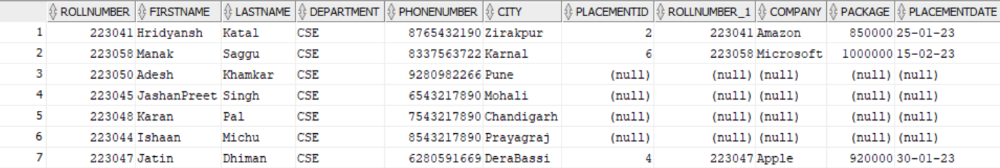 ROLLNUMBER FIRSTNAME LASTNAME DEPARTMENT PHONENUMBER CITY PLACEMENTID ROLLNUMBER_1 COMPANY PACKAGE PLACEMENTDATE
1 223041 Hridyansh Katal CSE 8765432190 Zirakpur 2 223041 Amazon 850000 25-01-23
2 223058 Manak Saggu CSE 8337563722 Karnal 6 223058 Microsoft 1000000 15-02-23
3 223050 Adesh Khamkar CSE 9280982266 Pune (null) (null) (null) (null) (null)
4 223045 JashanPreet Singh CSE 6543217890 Mohali (null) (null) (null) (null) (null)
5 223048 Karan Pal CSE 7543217890 Chandigarh (null) (null) (null) (null) (null)
6 223044 Ishaan Michu CSE 8543217890 Prayagraj (null) (null) (null) (null) (null)
7 223047 Jatin Dhiman CSE 6280591669 DeraBassi 4 223047 Apple 920000 30-01-23